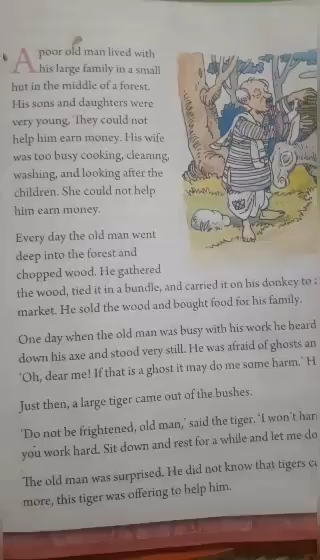 A poor old man lived with
his large family in a small
hut in the middle of a forest.
His sons and daughters were
very young. They could not
help him earn money. His wife
was too busy cooking, cleaning,
washing, and looking after the
children. She could not help
him earn money.
Every day the old man went
deep into the forest and
chopped wood. He gathered
the wood, tied it in a bundle, and carried it on his donkey to
market. He sold the wood and bought food for his family.
One day when the old man was busy with his work he heard
down his axe and stood very still. He was afraid of ghosts an
'Oh, dear me! If that is a ghost it may do me some harm.' H
Just then, a large tiger came out of the bushes.
'Do not be frightened, old man,' said the tiger. 'I won't har
you work hard. Sit down and rest for a while and let me do
The old man was surprised. He did not know that tigers
more, this tiger was offering to help him.